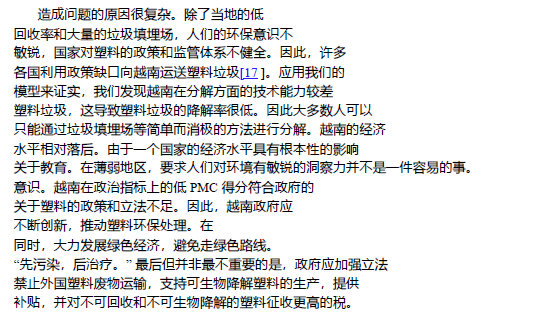 造成问题的原因很复杂。除了当地的低
回收率和大量的垃圾填埋场，人们的环保意识不
敏锐，国家对塑料的政策和监管体系不健全。因此，许多
各国利用政策缺口向越南运送塑料垃圾[17 ]。应用我们的
模型来证实，我们发现越南在分解方面的技术能力较差
塑料垃圾，这导致塑料垃圾的降解率很低。因此大多数人可以
只能通过垃圾填埋场等简单而消极的方法进行分解。越南的经济
水平相对落后。由于一个国家的经济水平具有根本性的影响
关于教育。在薄弱地区，要求人们对环境有敏锐的洞察力并不是一件容易的事。
意识。越南在政治指标上的低 PMC 得分符合政府的
关于塑料的政策和立法不足。因此，越南政府应
不断创新，推动塑料环保处理。在
同时，大力发展绿色经济，避免走绿色路线。
“先污染，后治疗。” 最后但并非最不重要的是，政府应加强立法
禁止外国塑料废物运输，支持可生物降解塑料的生产，提供
补贴，并对不可回收和不可生物降解的塑料征收更高的税。